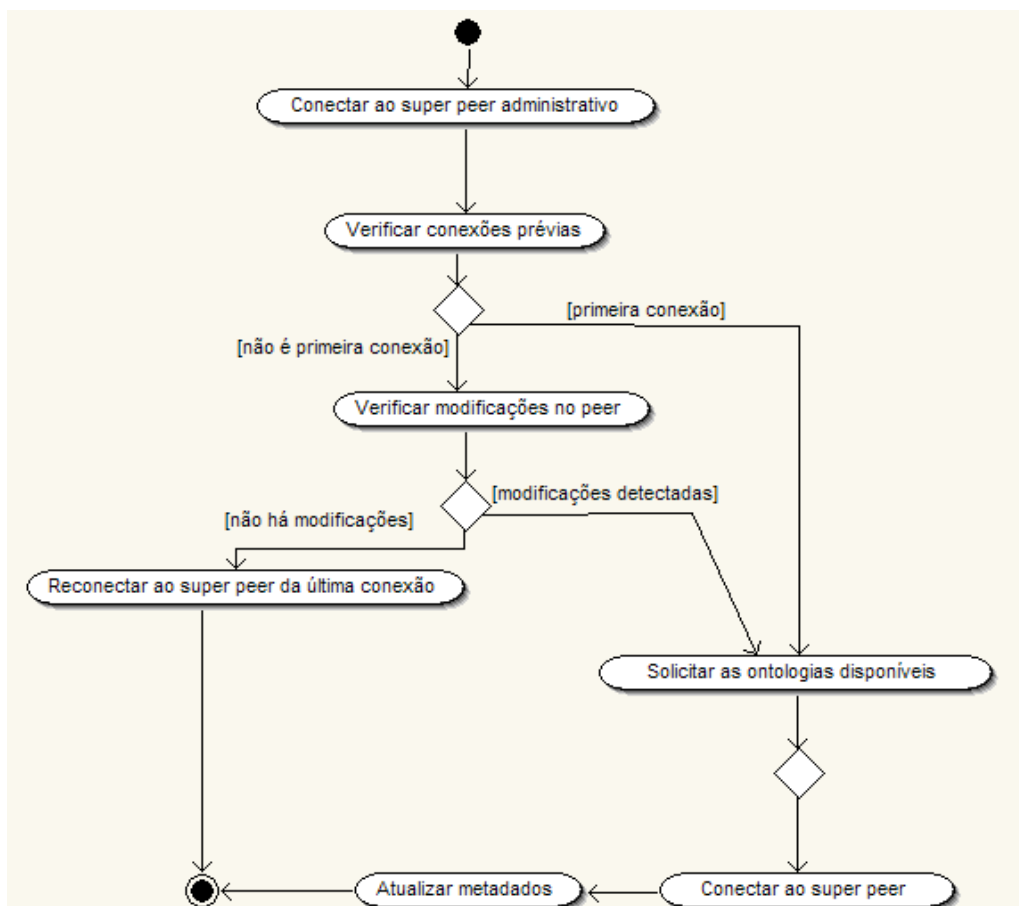 Conectar ao super peer administrativo
Verificar conexões prévias
[primeira conexão]
[não é primeira conexão]
Verificar modificações no peer
[modificações detectadas]
[não há modificações]
Reconectar ao super peer da última conexão
Solicitar as ontologias disponíveis
Atualizar metadados
Conectar ao super peer